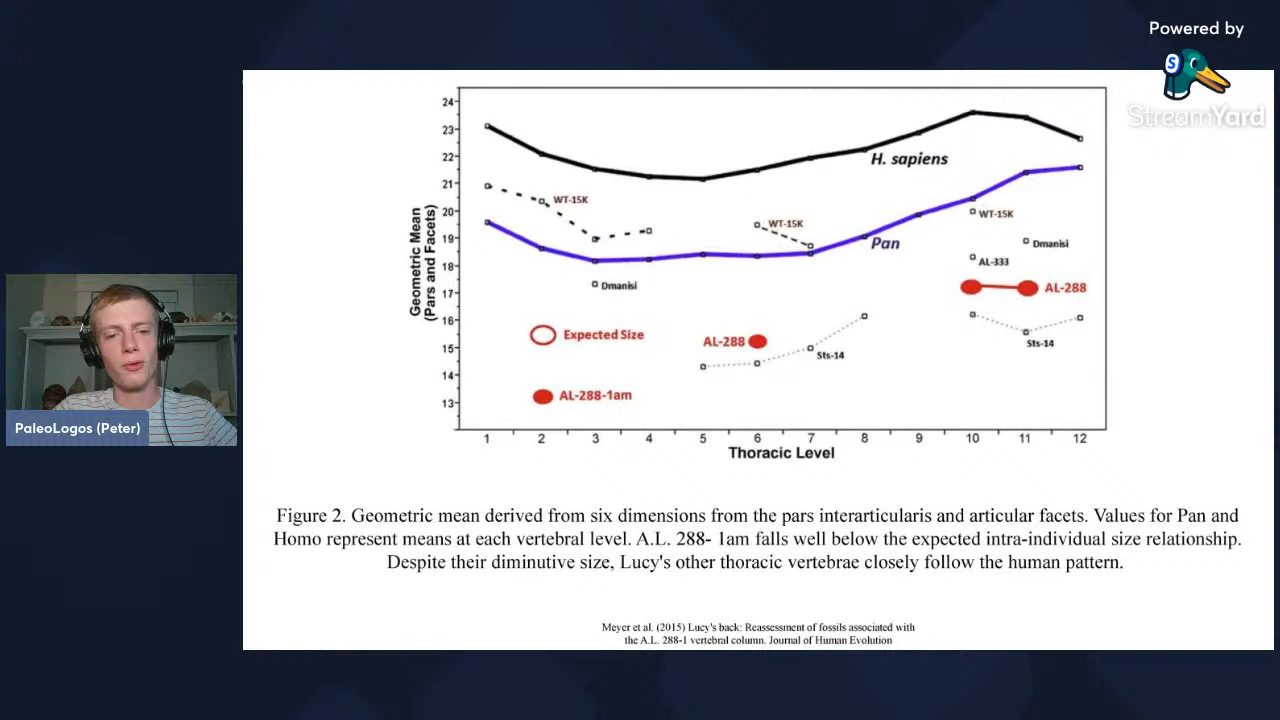 Powered by
S
StreamYard
24
23
22
21
20
19
18
17
16
15
14
13
Geometric Mean
(Pars and Facets)
H. sapiens
WT-15K
WT-15K
Pan
WT-15K
Dmanisi
AL-333
Dmanisi
AL-288
Expected Size
AL-288
Sts-14
Sts-14
AL-288-1am
1 2 3 4 5 6 7 8 9 10 11 12
Thoracic Level
PaleoLogos (Peter)
Figure 2. Geometric mean derived from six dimensions from the pars interarticularis and articular facets. Values for Pan and
Homo represent means at each vertebral level. A.L. 288- 1am falls well below the expected intra-individual size relationship.
Despite their diminutive size, Lucy's other thoracic vertebrae closely follow the human pattern.
Meyer et al. (2015) Lucy's back: Reassessment of fossils associated with
the A.L. 288-1 vertebral column. Journal of Human Evolution